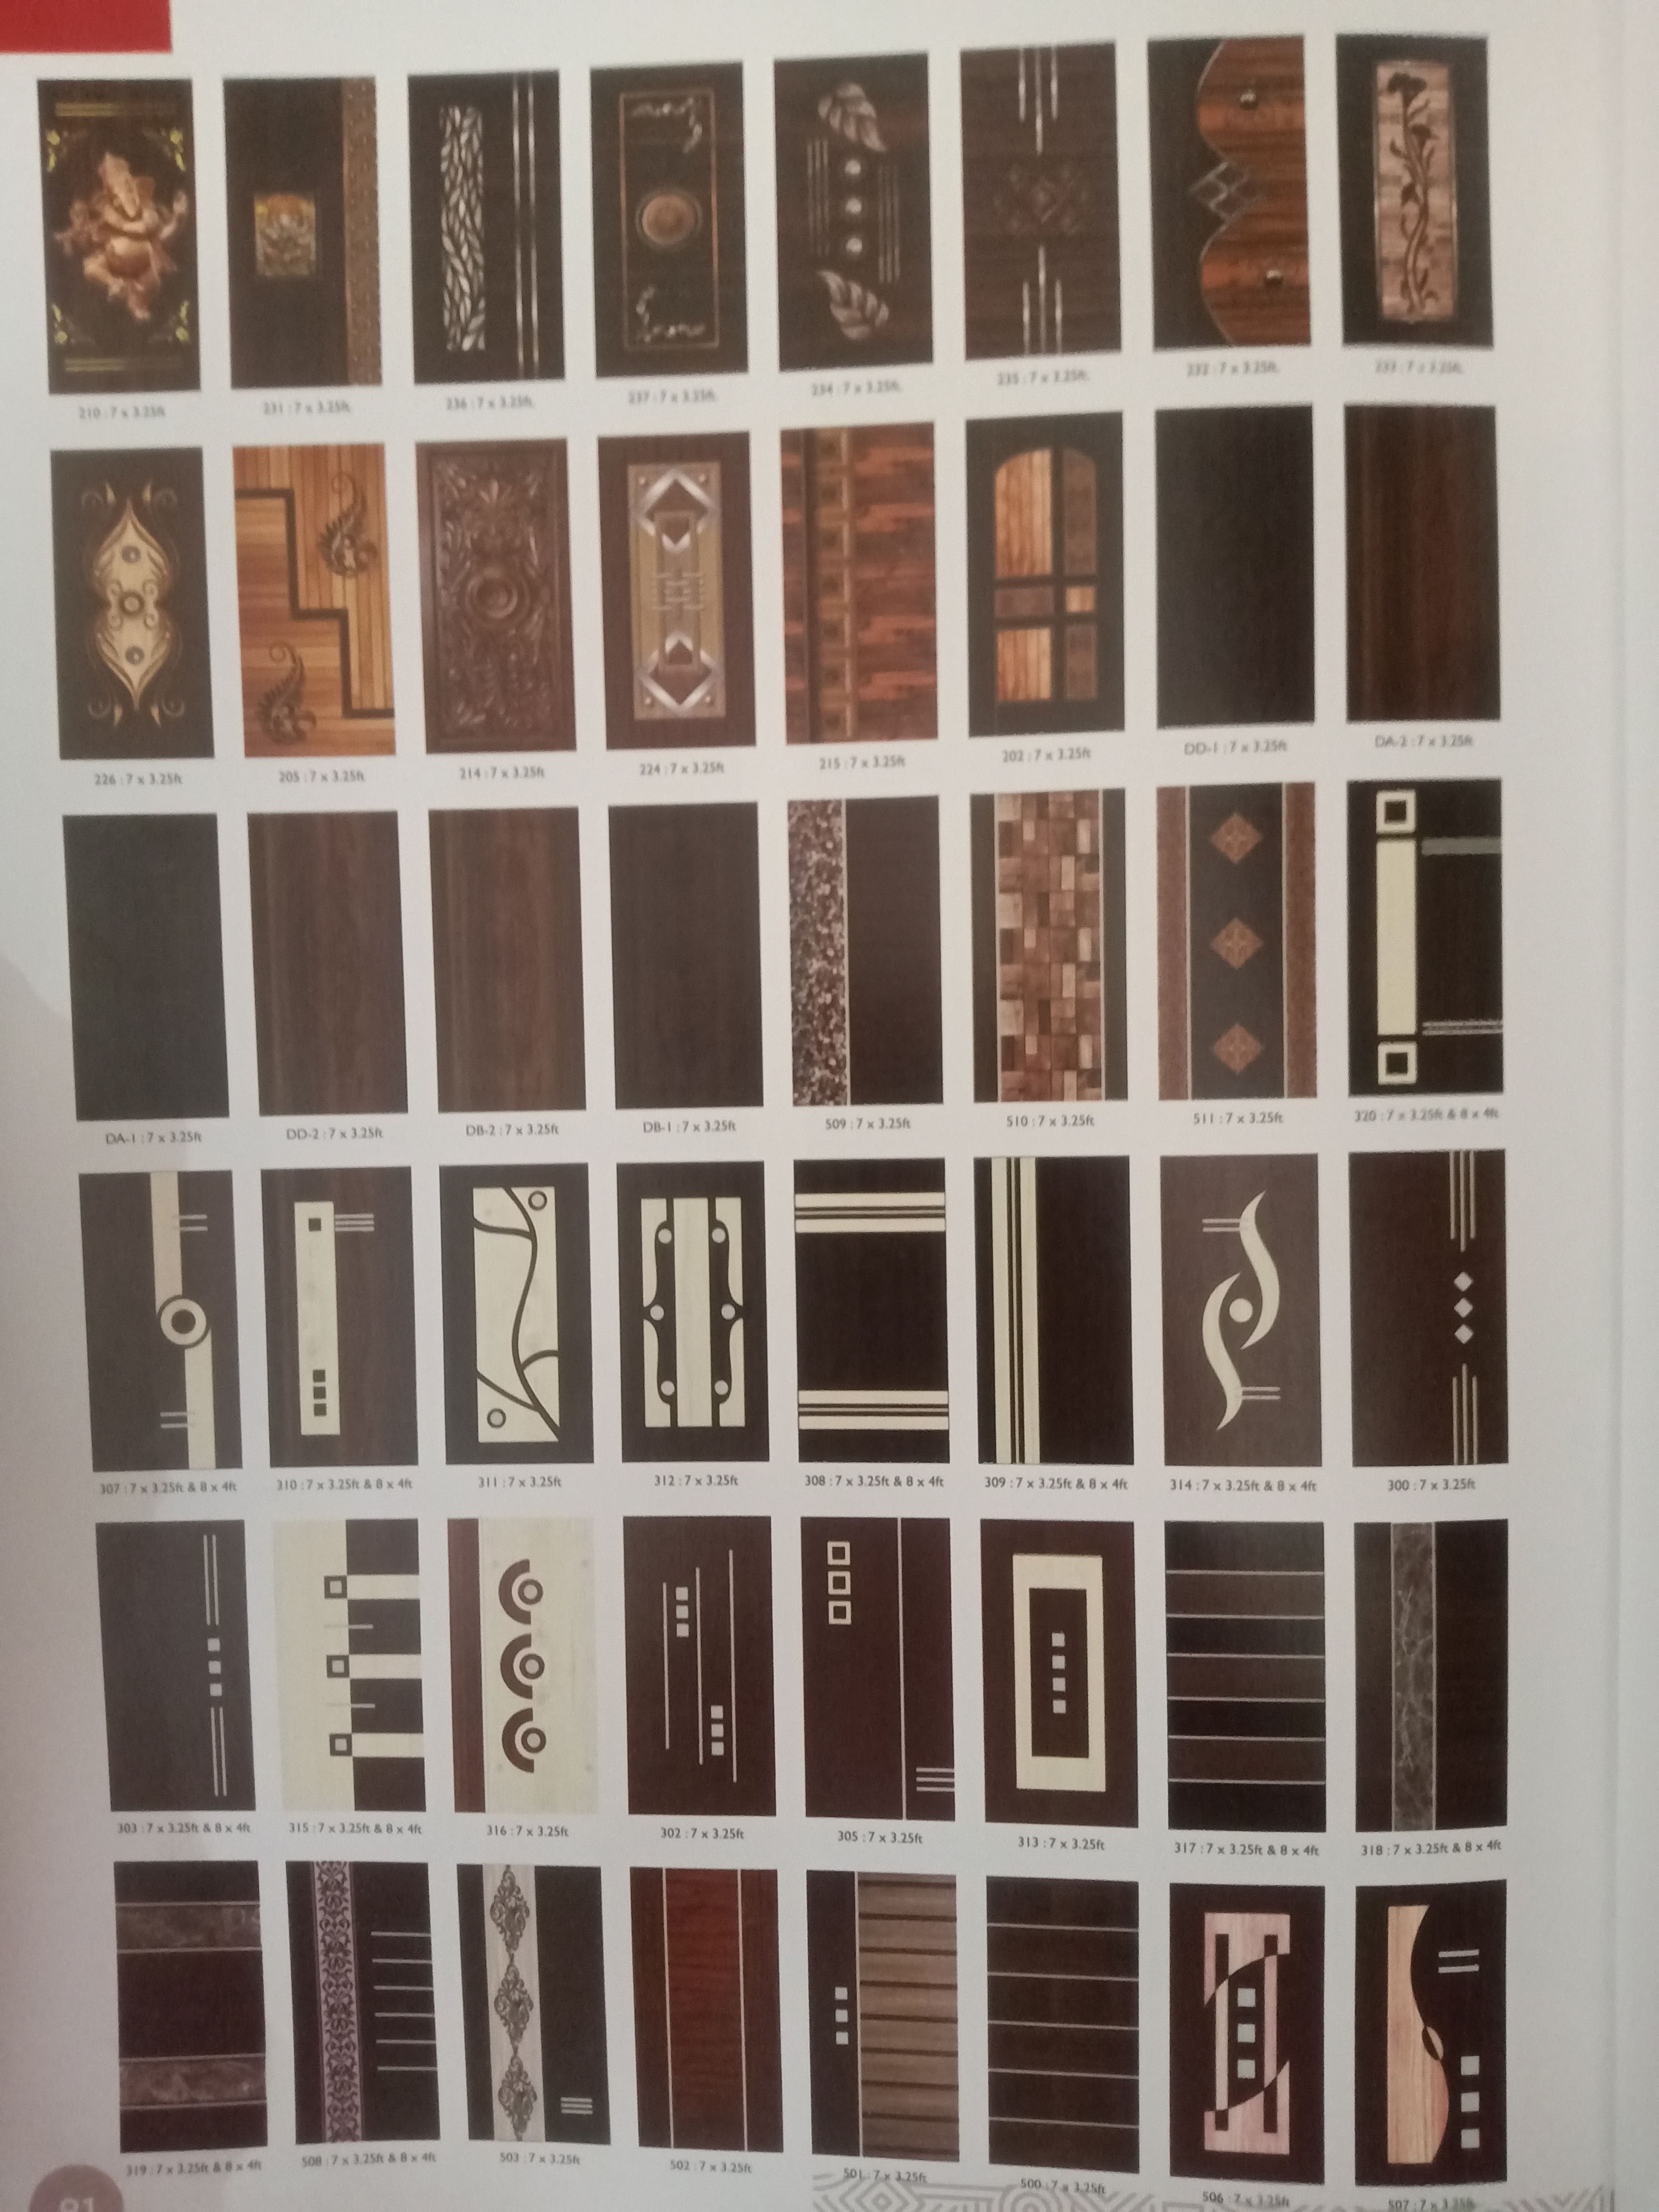 210 : 7 x 3.25ft
231 : 7 x 3.25ft
236 : 7 x 3.25ft
237 : 7 x 3.25ft
234 : 7 x 3.25ft
235 : 7 x 3.25ft
232 : 7 x 3.25ft
233 : 7 x 3.25ft
226 : 7 x 3.25ft
205 : 7 x 3.25ft
214 : 7 x 3.25ft
224 : 7 x 3.25ft
215 : 7 x 3.25ft
202 : 7 x 3.25ft
DD-1 : 7 x 3.25ft
DA-2 : 7 x 3.25ft
DA-1 : 7 x 3.25ft
DD-2 : 7 x 3.25ft
DB-2 : 7 x 3.25ft
DB-1 : 7 x 3.25ft
509 : 7 x 3.25ft
510 : 7 x 3.25ft
511 : 7 x 3.25ft
320 : 7 x 3.25ft & 8 x 4ft
307 : 7 x 3.25ft & 8 x 4ft
310 : 7 x 3.25ft & 8 x 4ft
311 : 7 x 3.25ft
312 : 7 x 3.25ft
308 : 7 x 3.25ft & 8 x 4ft
309 : 7 x 3.25ft & 8 x 4ft
314 : 7 x 3.25ft & 8 x 4ft
300 : 7 x 3.25ft
303 : 7 x 3.25ft & 8 x 4ft
315 : 7 x 3.25ft & 8 x 4ft
316 : 7 x 3.25ft
302 : 7 x 3.25ft
305 : 7 x 3.25ft
313 : 7 x 3.25ft
317 : 7 x 3.25ft & 8 x 4ft
318 : 7 x 3.25ft & 8 x 4ft
319 : 7 x 3.25ft & 8 x 4ft
508 : 7 x 3.25ft & 8 x 4ft
503 : 7 x 3.25ft
502 : 7 x 3.25ft
501 : 7 x 3.25ft
500 : 7 x 3.25ft
506 : 7 x 3.25ft
507 : 7 x 3.25ft